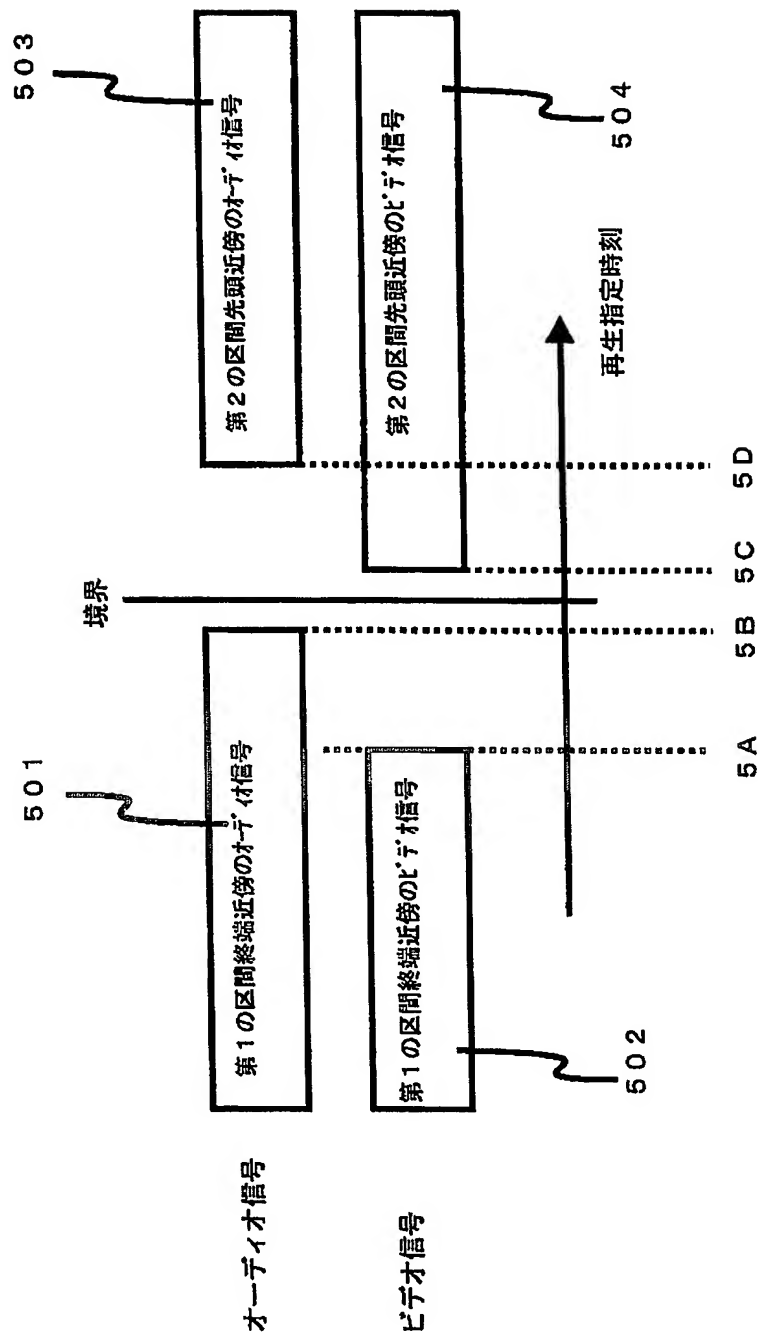 オーディオ信号
501
第1の区間終端近傍のオーディオ信号
境界
503
第2の区間先頭近傍のオーディオ信号
ビデオ信号
第1の区間終端近傍のビデオ信号
502
第2の区間先頭近傍のビデオ信号
504
再生指定時刻
5A
5B
5C
5D